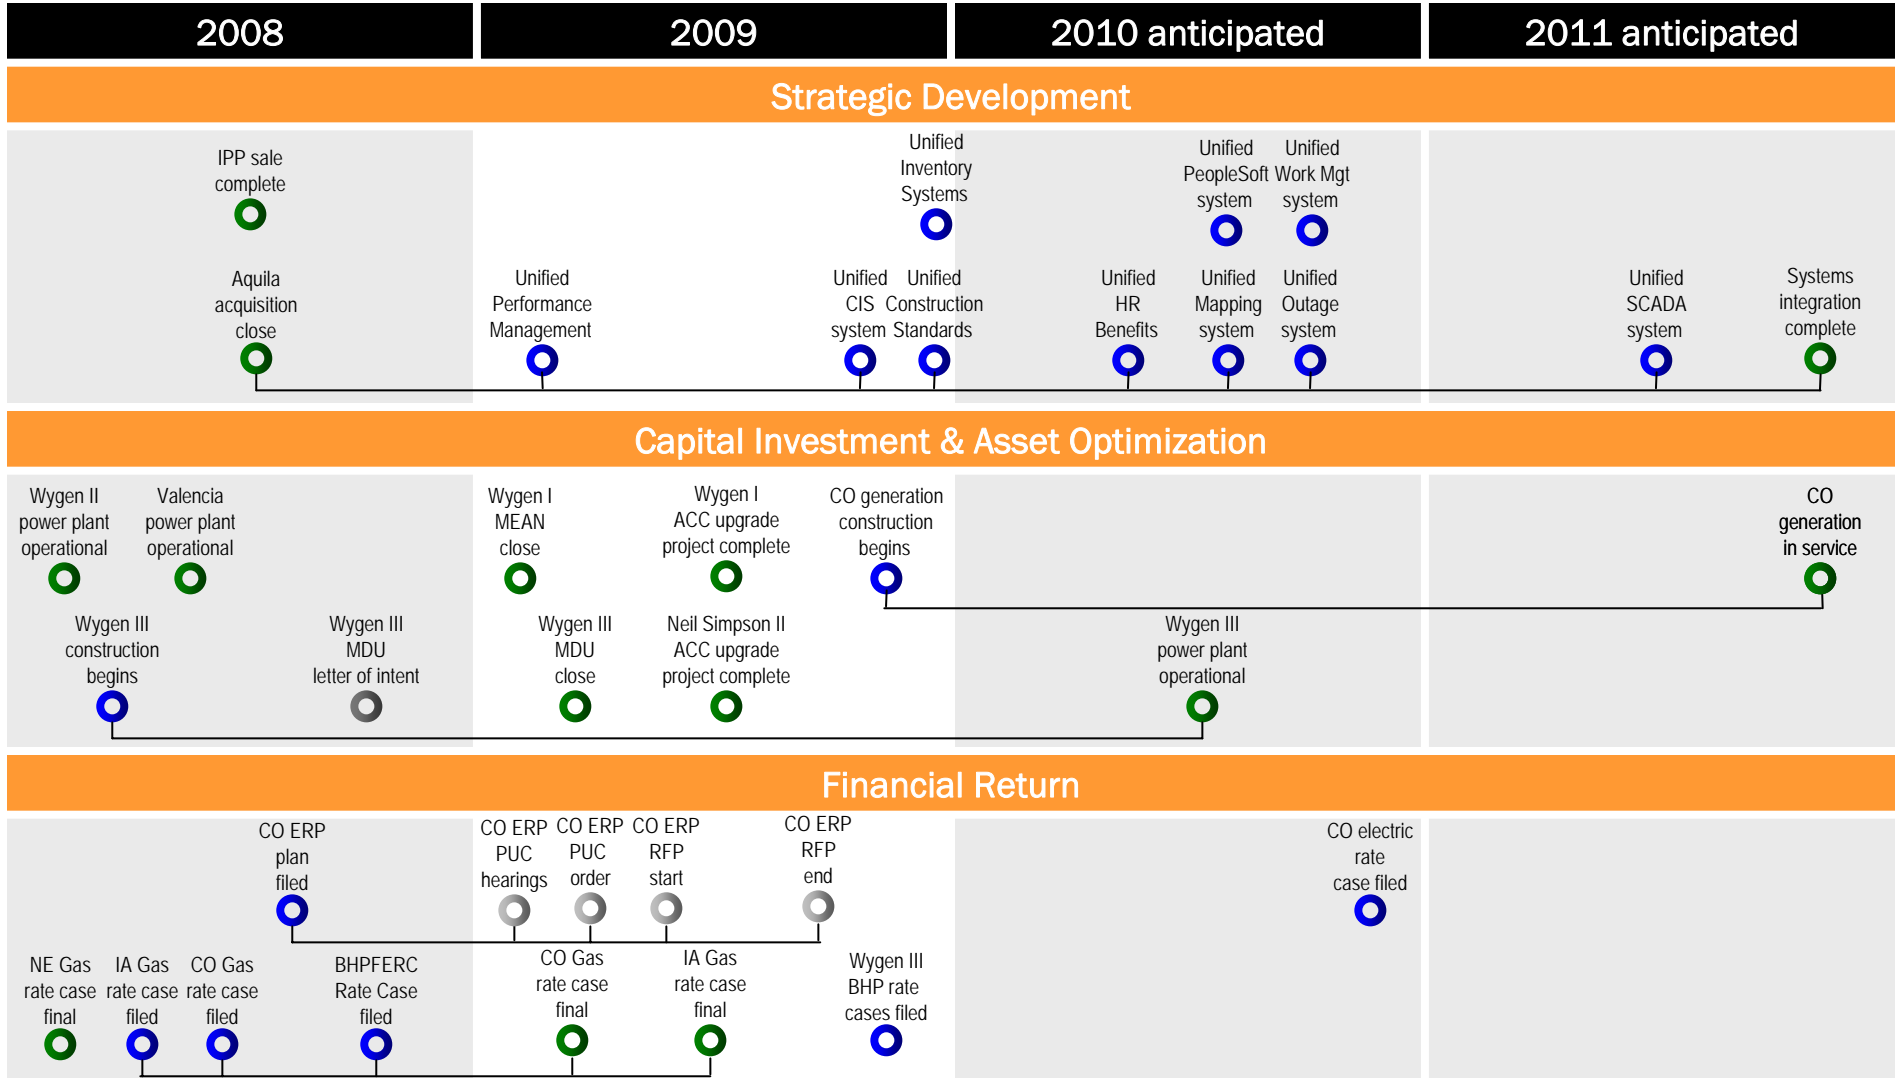 2008
2009
2010 anticipated
2011 anticipated
Strategic Development
IPP sale
complete
Unified
Inventory
Systems
Unified
PeopleSoft
system
Unified
Work Mgt
system
Aquila
acquisition
close
Unified
Performance
Management
Unified
CIS
system
Unified
Construction
Standards
Unified
HR
Benefits
Unified
Mapping
system
Unified
Outage
system
Unified
SCADA
system
Systems
integration
complete
Capital Investment & Asset Optimization
Wygen II
power plant
operational
Valencia
power plant
operational
Wygen I
MEAN
close
Wygen I
ACC upgrade
project complete
CO generation
construction
begins
CO
generation
in service
Wygen III
construction
begins
Wygen III
MDU
letter of intent
Wygen III
MDU
close
Neil Simpson II
ACC upgrade
project complete
Wygen III
power plant
operational
Financial Return
CO ERP
plan
filed
CO ERP
PUC
hearings
CO ERP
PUC
order
CO ERP
RFP
start
CO ERP
RFP
end
CO electric
rate
case filed
NE Gas
rate case
final
IA Gas
rate case
filed
CO Gas
rate case
filed
BHPFERC
Rate Case
filed
CO Gas
rate case
final
IA Gas
rate case
final
Wygen III
BHP rate
cases filed